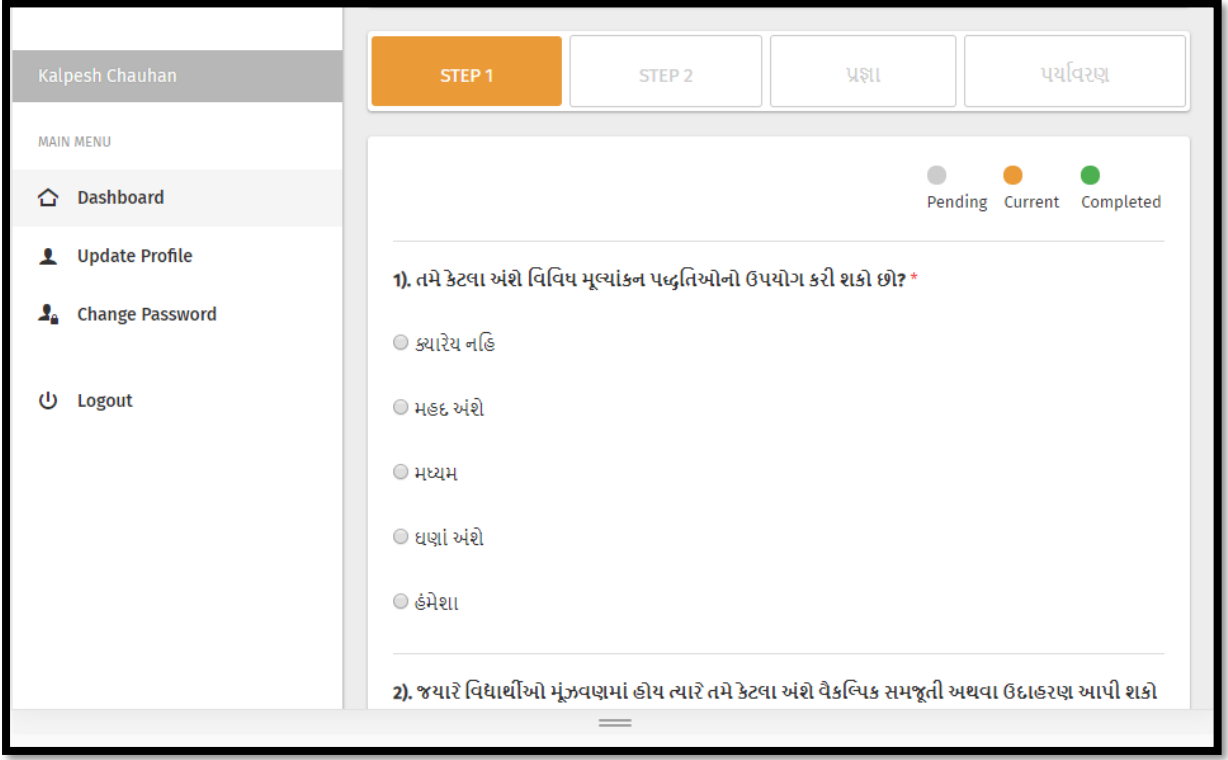 Kalpesh Chauhan
MAIN MENU
Dashboard
Update Profile
Change Password
Logout
STEP 1 STEP 2 પ્રજ્ઞા પર્યાવરણ
Pending Current Completed
1). તમે કેટલા અંશે વિવિધ મૂલ્યાંકન પદ્ધતિઓનો ઉપયોગ કરી શકો છો? *
ક્યારેય નહિ
મહદ અંશે
મધ્યમ
ઘણાં અંશે
હંમેશા
2). જયારે વિદ્યાર્થીઓ મૂંઝવણમાં હોય ત્યારે તમે કેટલા અંશે વૈકલ્પિક સમજૂતી અથવા ઉદાહરણ આપી શકો